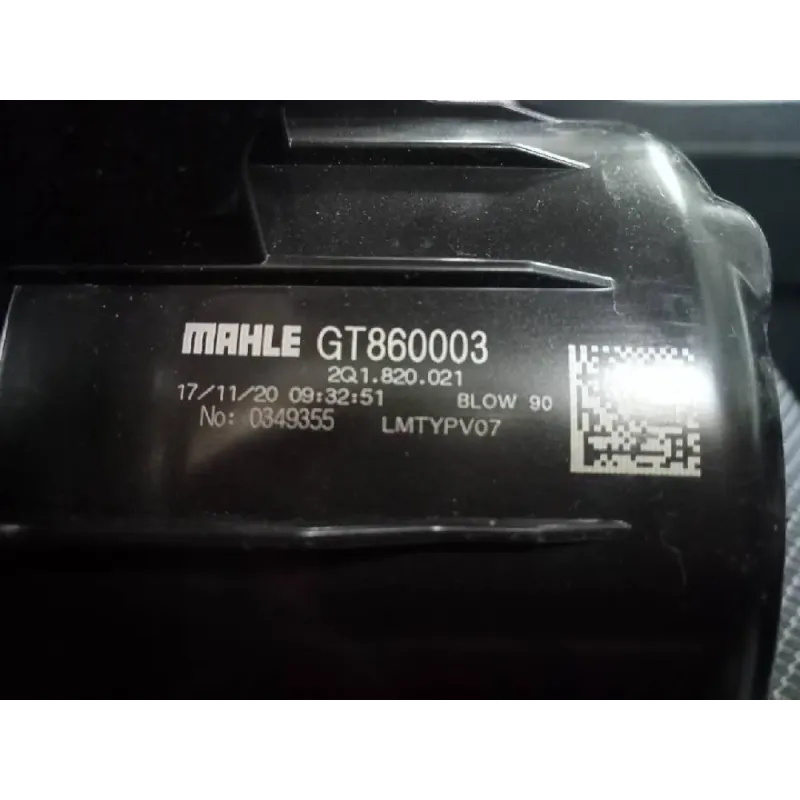 MAHLE GT860003
2Q1.820.021
17/11/20 09:32:51 BLOW 90
No: 0349355 LMTYPV07